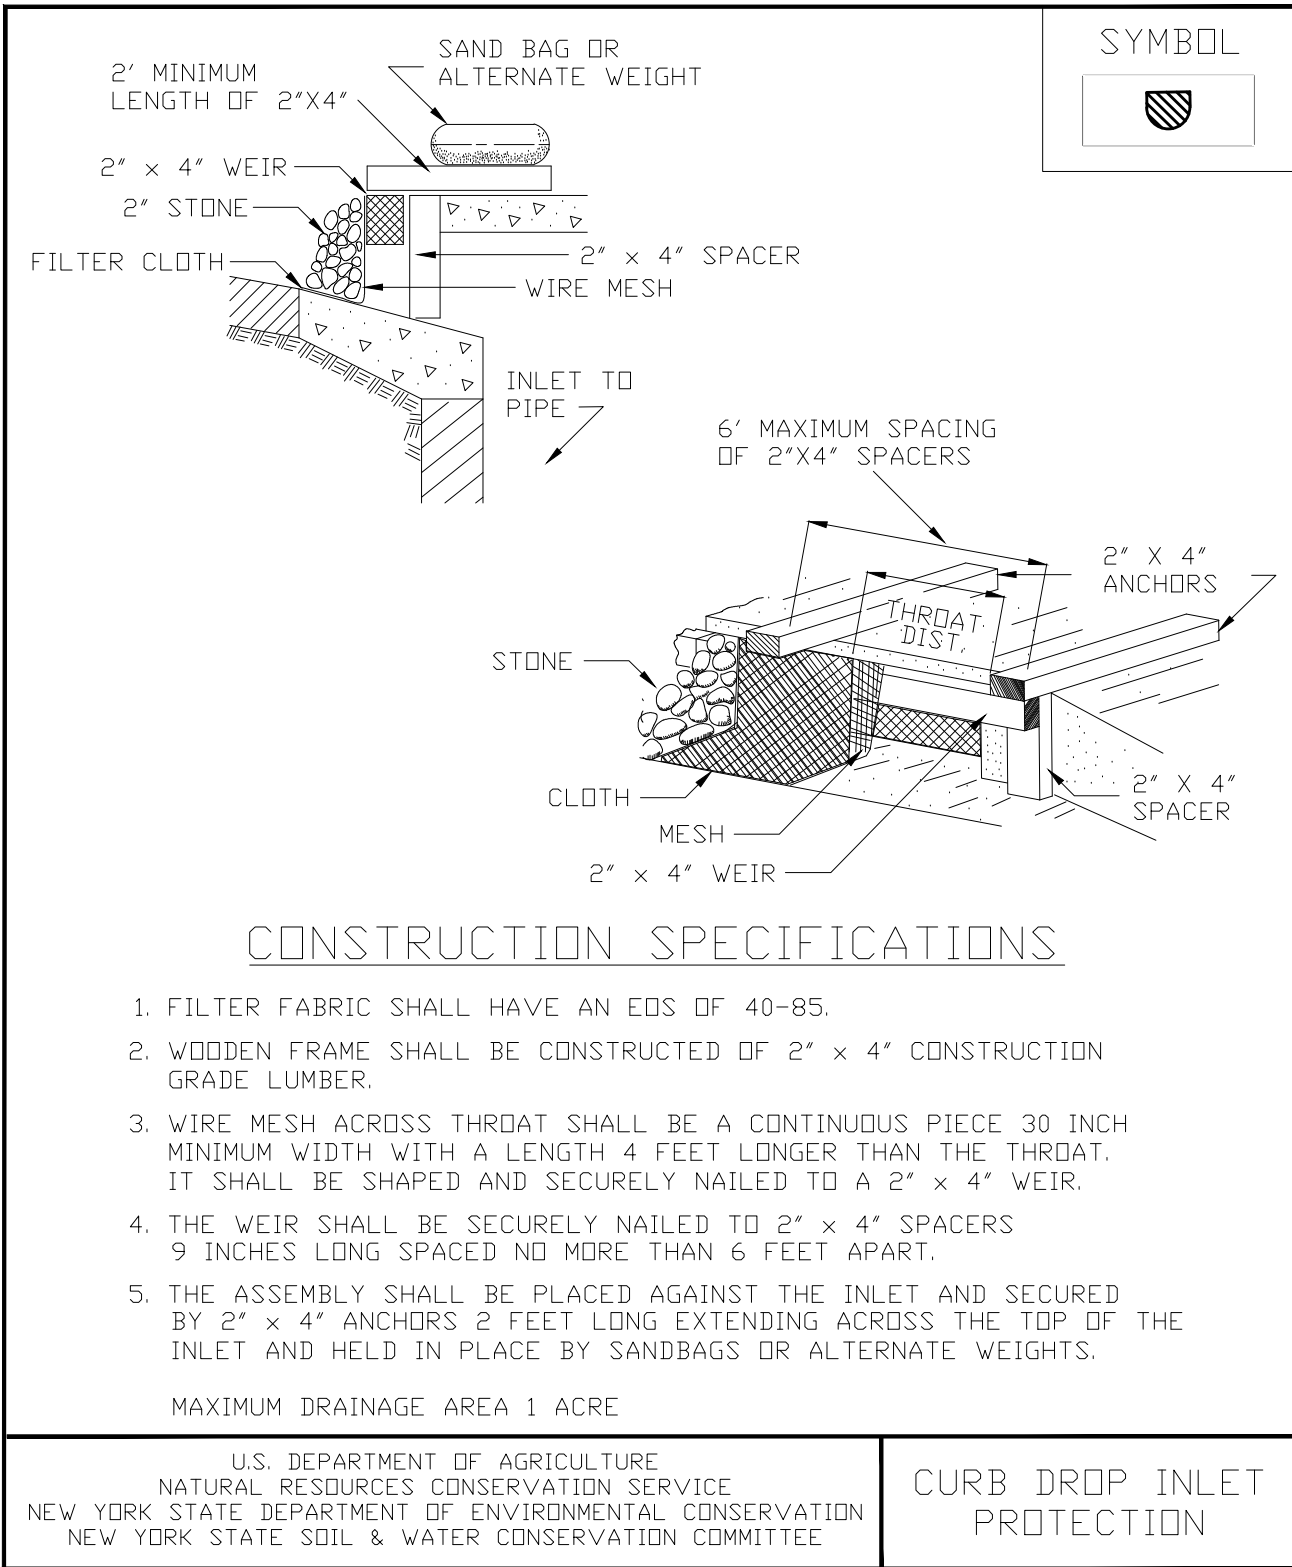 SYMBOL
SAND BAG OR
ALTERNATE WEIGHT
2' MINIMUM
LENGTH OF 2"X4"
2" x 4" WEIR
2" STONE
FILTER CLOTH
2" x 4" SPACER
WIRE MESH
INLET TO
PIPE
6' MAXIMUM SPACING
OF 2"X4" SPACERS
2" X 4"
ANCHORS
THROAT
DIST.
STONE
CLOTH
MESH
2" x 4" WEIR
2" X 4"
SPACER
CONSTRUCTION SPECIFICATIONS
1. FILTER FABRIC SHALL HAVE AN EOS OF 40-85.
2. WOODEN FRAME SHALL BE CONSTRUCTED OF 2" x 4" CONSTRUCTION
GRADE LUMBER.
3. WIRE MESH ACROSS THROAT SHALL BE A CONTINUOUS PIECE 30 INCH
MINIMUM WIDTH WITH A LENGTH 4 FEET LONGER THAN THE THROAT.
IT SHALL BE SHAPED AND SECURELY NAILED TO A 2" x 4" WEIR.
4. THE WEIR SHALL BE SECURELY NAILED TO 2" x 4" SPACERS
9 INCHES LONG SPACED NO MORE THAN 6 FEET APART.
5. THE ASSEMBLY SHALL BE PLACED AGAINST THE INLET AND SECURED
BY 2" x 4" ANCHORS 2 FEET LONG EXTENDING ACROSS THE TOP OF THE
INLET AND HELD IN PLACE BY SANDBAGS OR ALTERNATE WEIGHTS.
MAXIMUM DRAINAGE AREA 1 ACRE
U.S. DEPARTMENT OF AGRICULTURE
NATURAL RESOURCES CONSERVATION SERVICE
NEW YORK STATE DEPARTMENT OF ENVIRONMENTAL CONSERVATION
NEW YORK STATE SOIL & WATER CONSERVATION COMMITTEE
CURB DROP INLET
PROTECTION